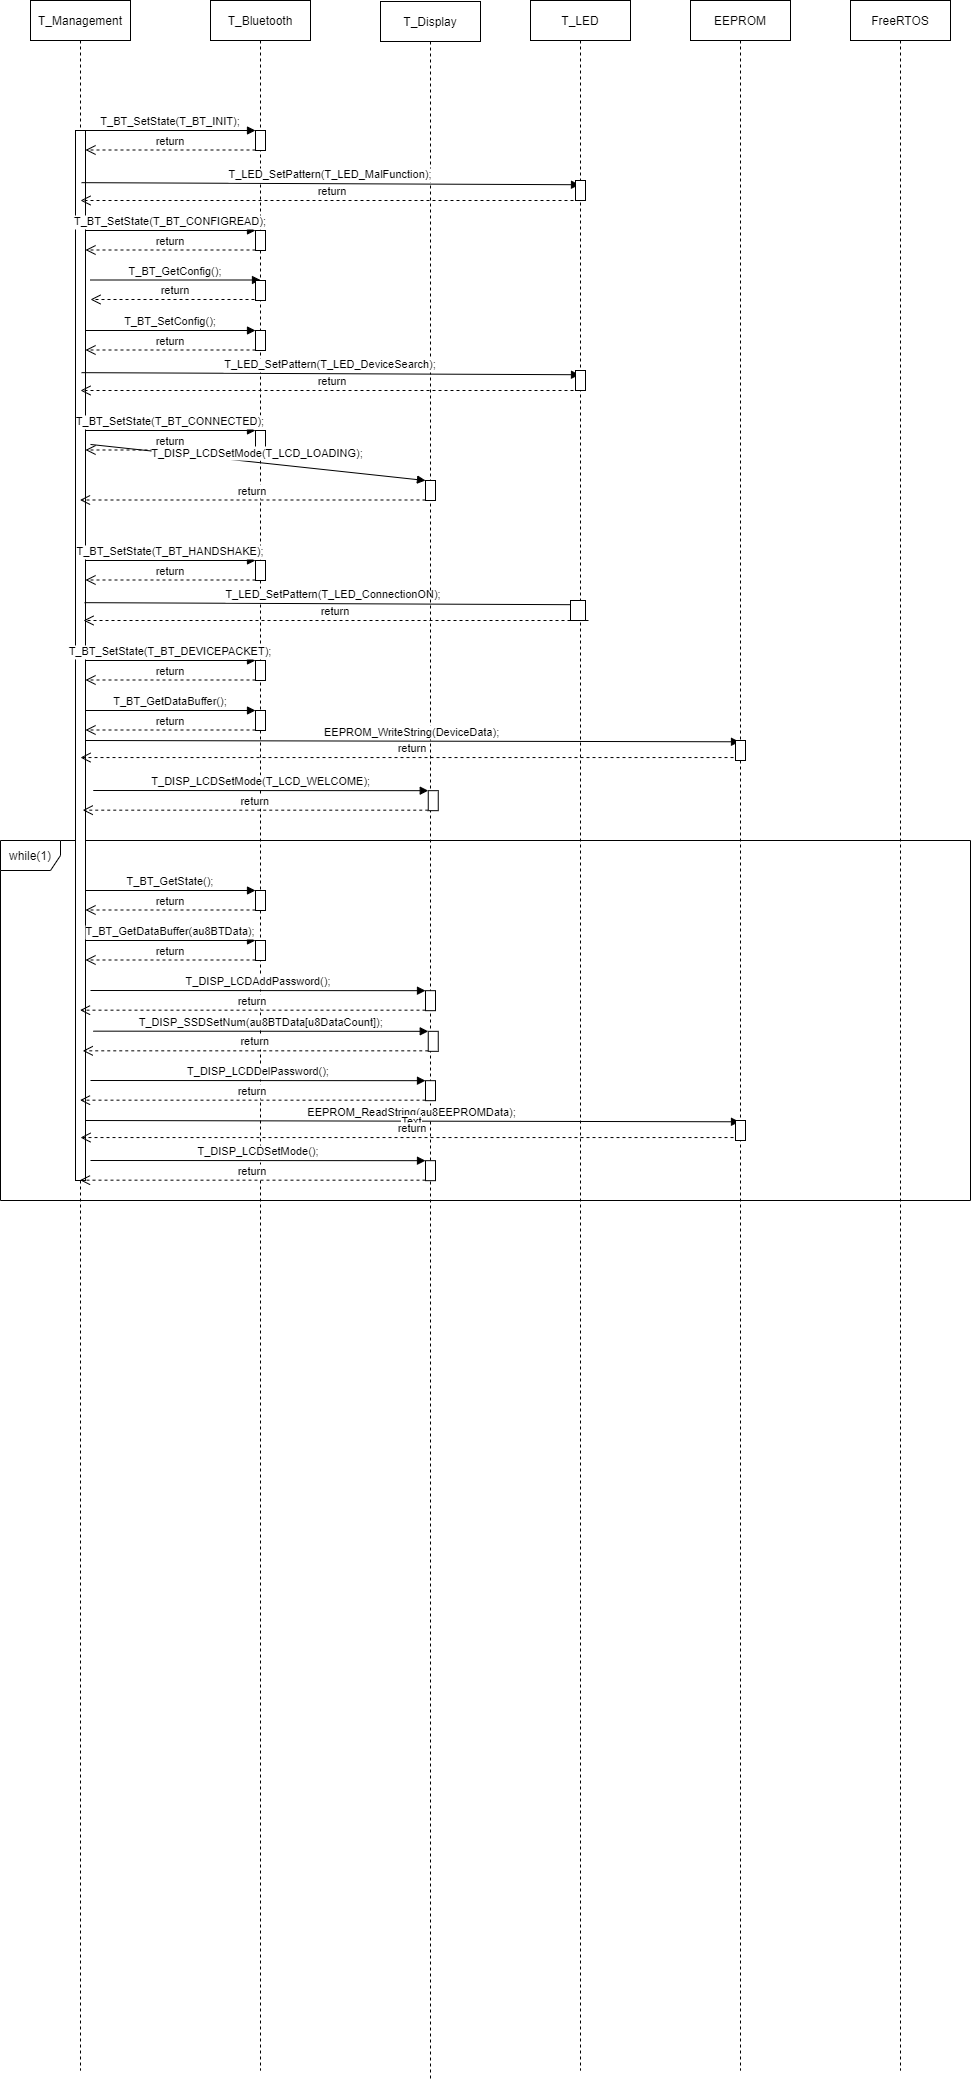 T_Management
T_Bluetooth
T_Display
T_LED
EEPROM
FreeRTOS
T_BT_SetState(T_BT_INIT);
return
T_LED_SetPattern(T_LED_MalFunction);
return
T_BT_SetState(T_BT_CONFIGREAD);
return
T_BT_GetConfig();
return
T_BT_SetConfig();
return
T_LED_SetPattern(T_LED_DeviceSearch);
return
T_BT_SetState(T_BT_CONNECTED);
return
T_DISP_LCDSetMode(T_LCD_LOADING);
return
T_BT_SetState(T_BT_HANDSHAKE);
return
T_LED_SetPattern(T_LED_ConnectionON);
return
T_BT_SetState(T_BT_DEVICEPACKET);
return
T_BT_GetDataBuffer();
return
EEPROM_WriteString(DeviceData);
return
T_DISP_LCDSetMode(T_LCD_WELCOME);
return
while(1)
T_BT_GetState();
return
T_BT_GetDataBuffer(au8BTData);
return
T_DISP_LCDAddPassword();
return
T_DISP_SSDSetNum(au8BTData[u8DataCount]);
return
T_DISP_LCDDelPassword();
return
EEPROM_ReadString(au8EEPROMData);
Text
return
T_DISP_LCDSetMode();
return